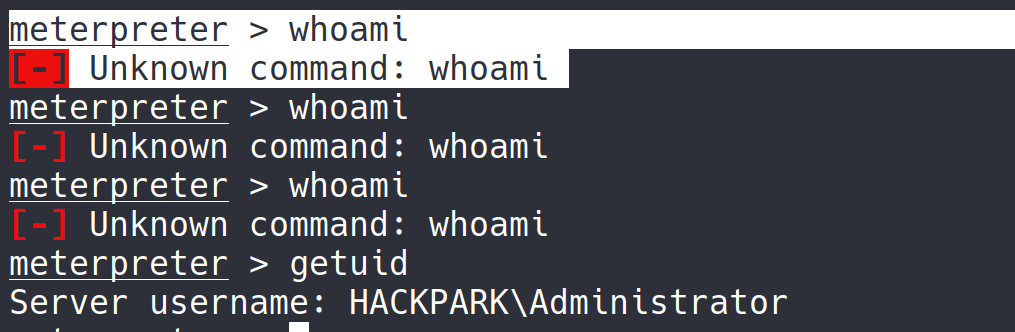 meterpreter > whoami
[-] Unknown command: whoami
meterpreter > whoami
[-] Unknown command: whoami
meterpreter > whoami
[-] Unknown command: whoami
meterpreter > getuid
Server username: HACKPARK\Administrator